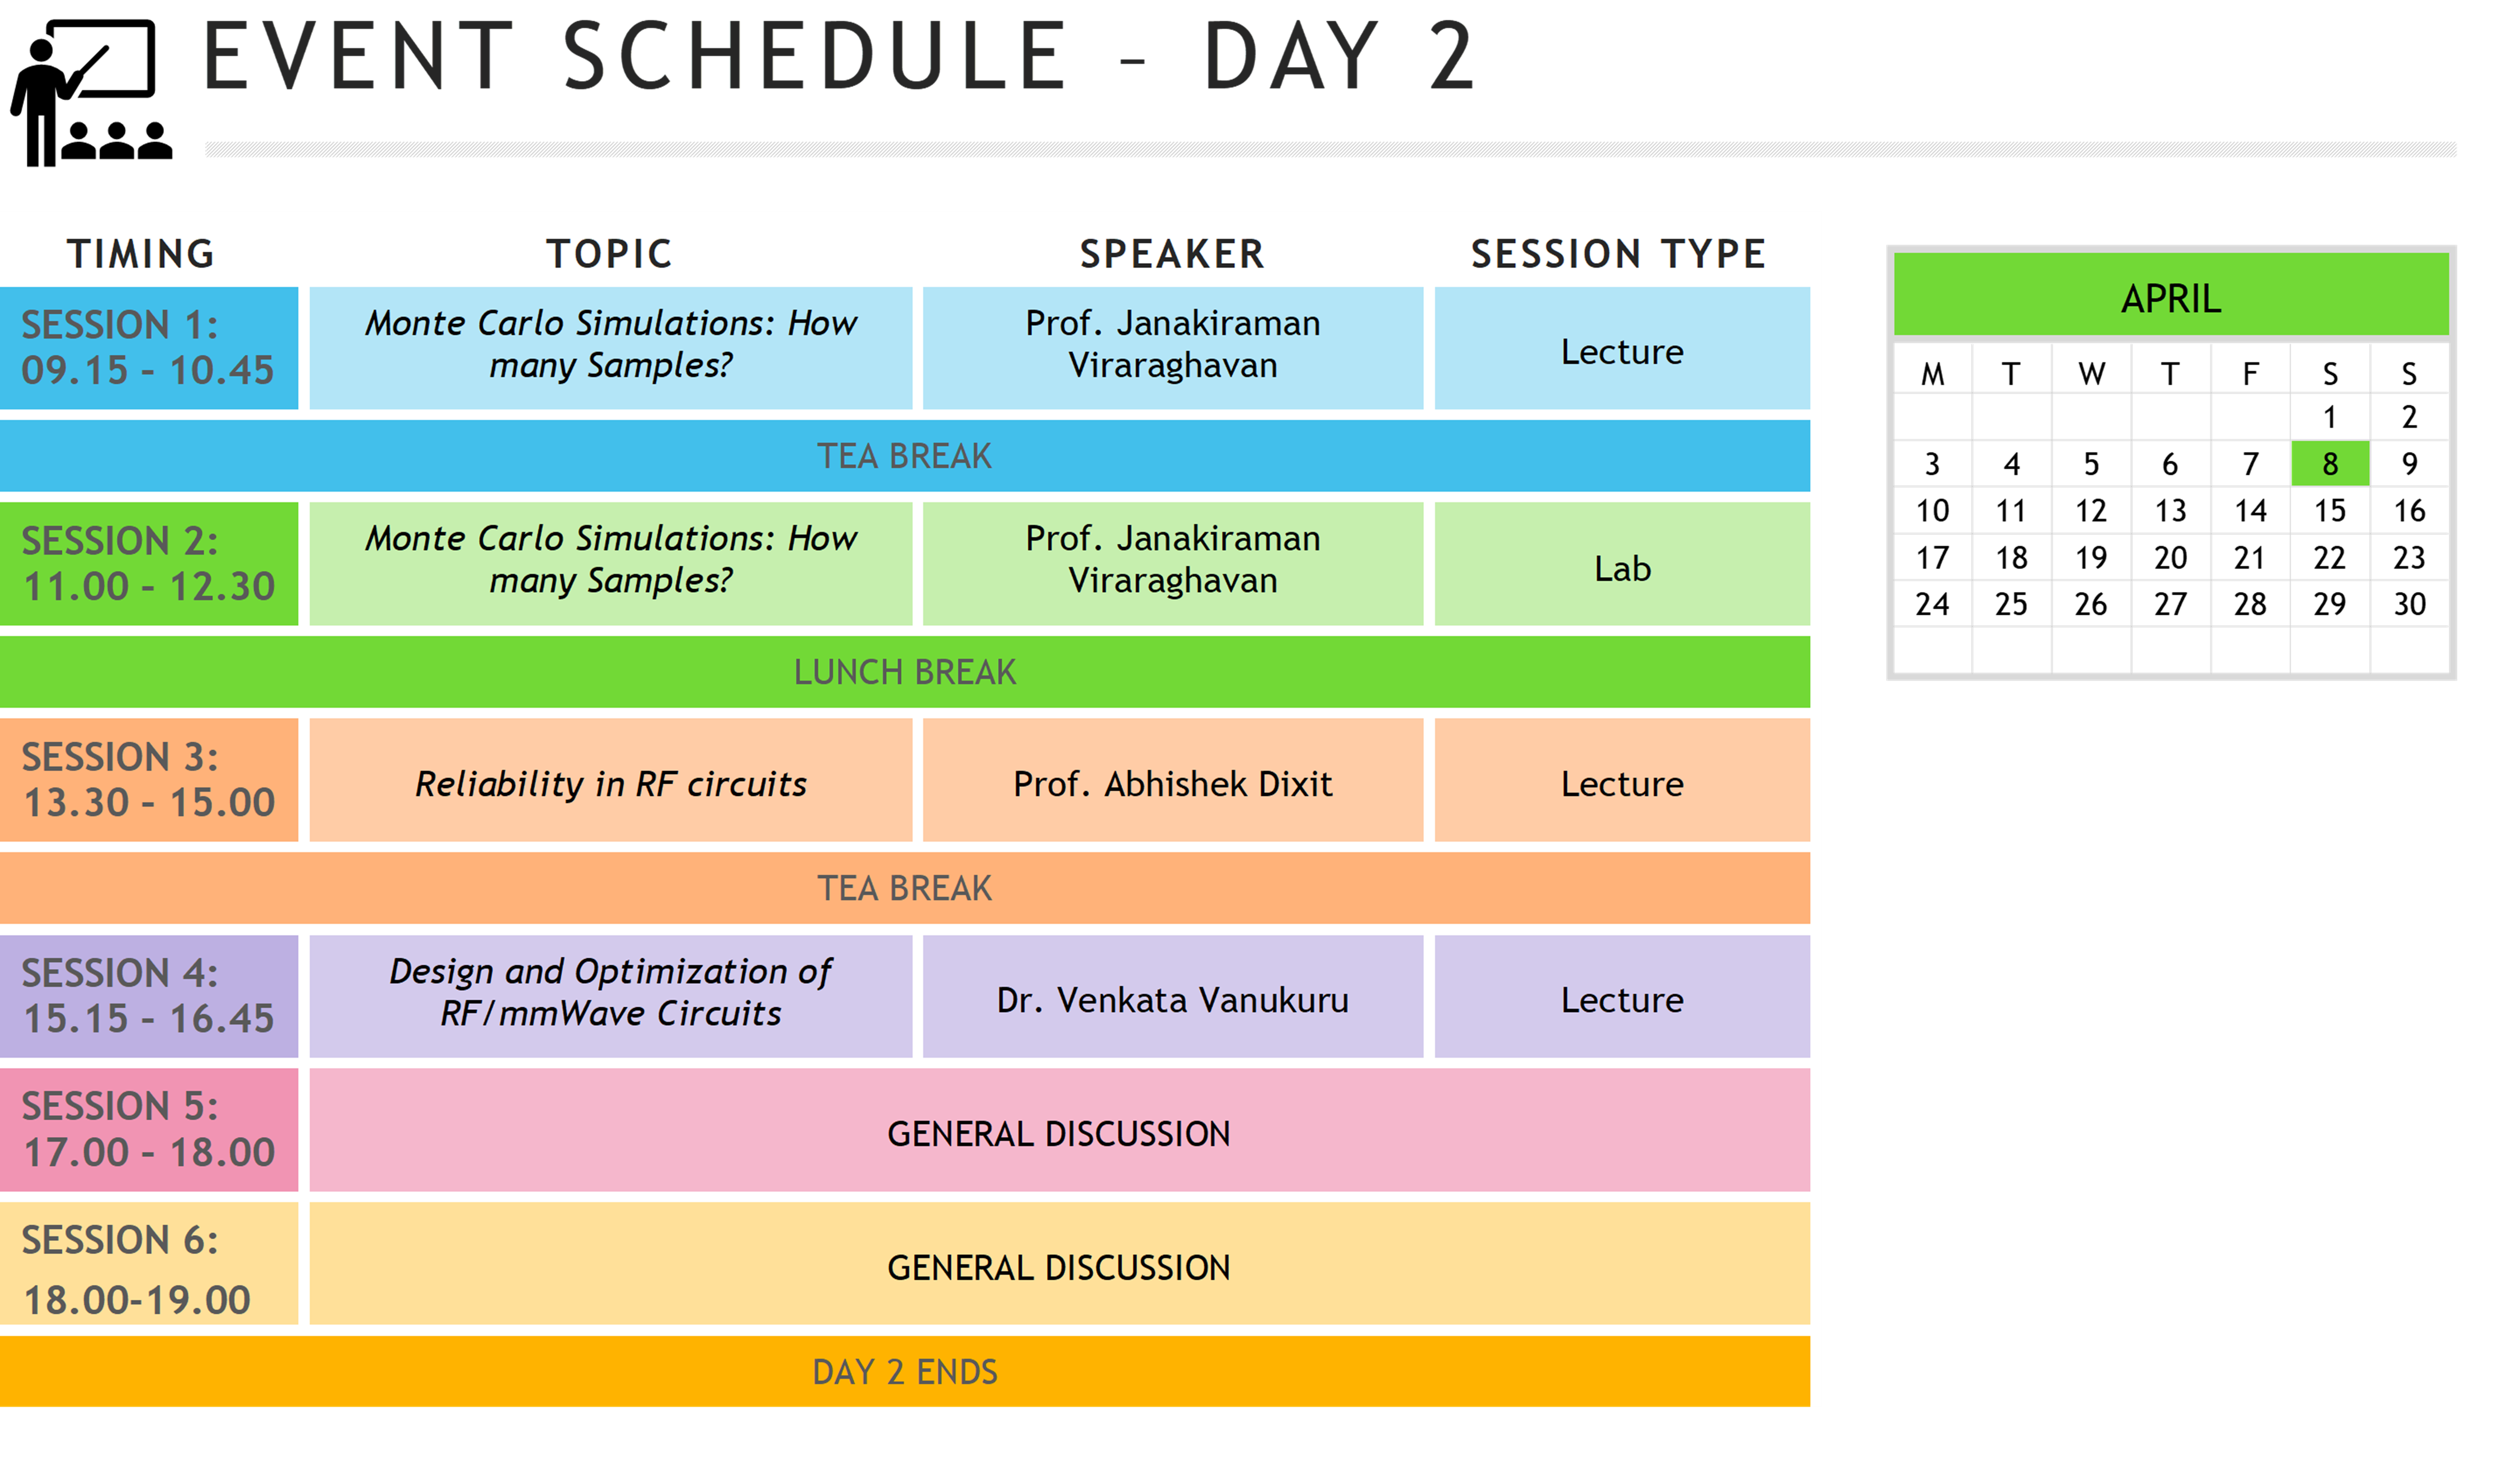 EVENT SCHEDULE – DAY 2
TIMING TOPIC SPEAKER SESSION TYPE
SESSION 1:
09.15 - 10.45
Monte Carlo Simulations: How
many Samples?
Prof. Janakiraman
Viraraghavan
Lecture
TEA BREAK
SESSION 2:
11.00 - 12.30
Monte Carlo Simulations: How
many Samples?
Prof. Janakiraman
Viraraghavan
Lab
LUNCH BREAK
SESSION 3:
13.30 - 15.00
Reliability in RF circuits
Prof. Abhishek Dixit
Lecture
TEA BREAK
SESSION 4:
15.15 - 16.45
Design and Optimization of
RF/mmWave Circuits
Dr. Venkata Vanukuru
Lecture
SESSION 5:
17.00 - 18.00
GENERAL DISCUSSION
SESSION 6:
18.00-19.00
GENERAL DISCUSSION
DAY 2 ENDS
APRIL
M T W T F S S
1 2
3 4 5 6 7 8 9
10 11 12 13 14 15 16
17 18 19 20 21 22 23
24 25 26 27 28 29 30